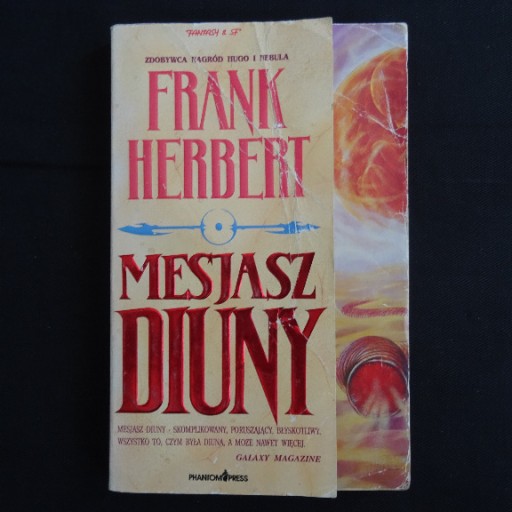 "FANTASY & SF"
ZDOBYWCA NAGRÓD HUGO I NEBULA
FRANK
HERBERT
MESJASZ
DIUNY
MESJASZ DIUNY - SKOMPLIKOWANY, PORUSZAJĄCY, BŁYSKOTLIWY,
WSZYSTKO TO, CZYM BYŁA DIUNA, A MOŻE NAWET WIĘCEJ.
GALAXY MAGAZINE
PHANTOM PRESS